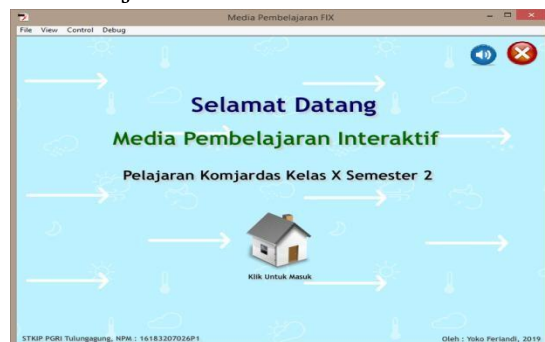 Media Pembelajaran FIX
File View Control Debug
Selamat Datang
Media Pembelajaran Interaktif
Pelajaran Komjardas Kelas X Semester 2
Klik Untuk Masuk
STKIP PGRI Tulungagung, NPM : 16183207026P1
Oleh : Yoko Feriandi, 2019